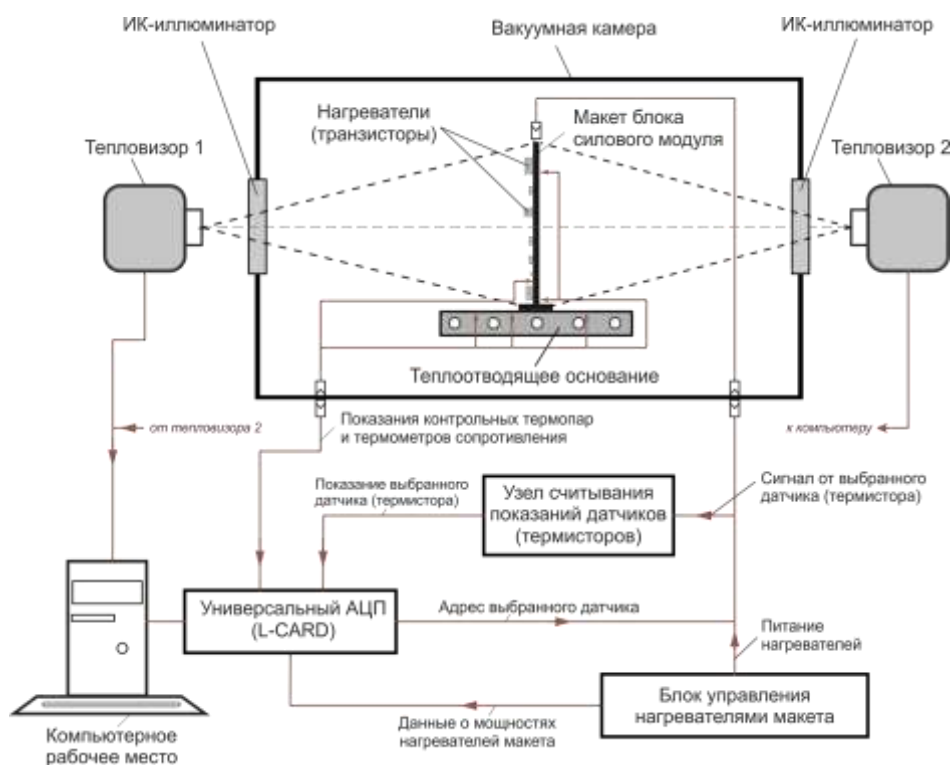 ИК-иллюминатор
Вакуумная камера
ИК-иллюминатор
Нагреватели
(транзисторы)
Макет блока
силового модуля
Тепловизор 1
Тепловизор 2
Теплоотводящее основание
от тепловизора 2
Показания контрольных термопар
и термометров сопротивления
к компьютеру
Показание выбранного
датчика (термистора)
Узел считывания
показаний датчиков
(термисторов)
Сигнал от выбранного
датчика (термистора)
Универсальный АЦП
(L-CARD)
Адрес выбранного датчика
Питание
нагревателей
Блок управления
нагревателями макета
Данные о мощностях
нагревателей макета
Компьютерное
рабочее место